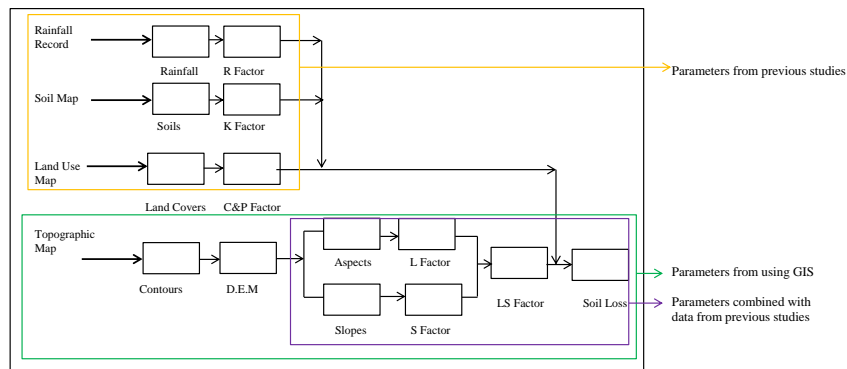 Rainfall
Record
Rainfall
R Factor
Parameters from previous studies
Soil Map
Soils
K Factor
Land Use
Map
Land Covers
C&P Factor
Topographic
Map
Contours
D.E.M
Aspects
L Factor
Slopes
S Factor
LS Factor
Soil Loss
Parameters from using GIS
Parameters combined with
data from previous studies